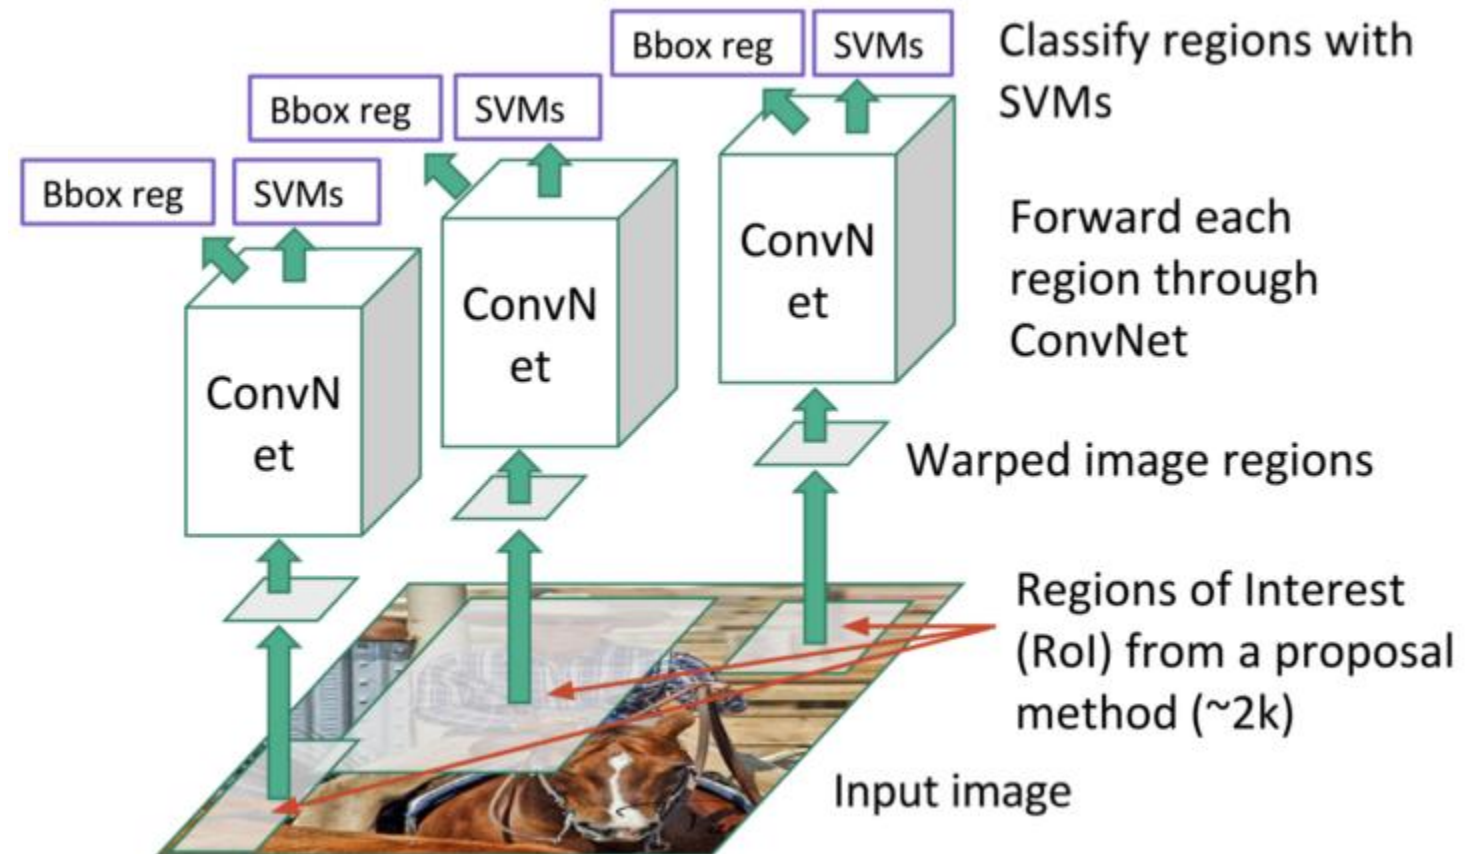 Bbox reg
SVMs
Classify regions with
SVMs
Bbox reg
SVMs
Bbox reg
SVMs
ConvN
et
Forward each
region through
ConvNet
ConvN
et
ConvN
et
Warped image regions
Regions of Interest
(RoI) from a proposal
method (~2k)
Input image